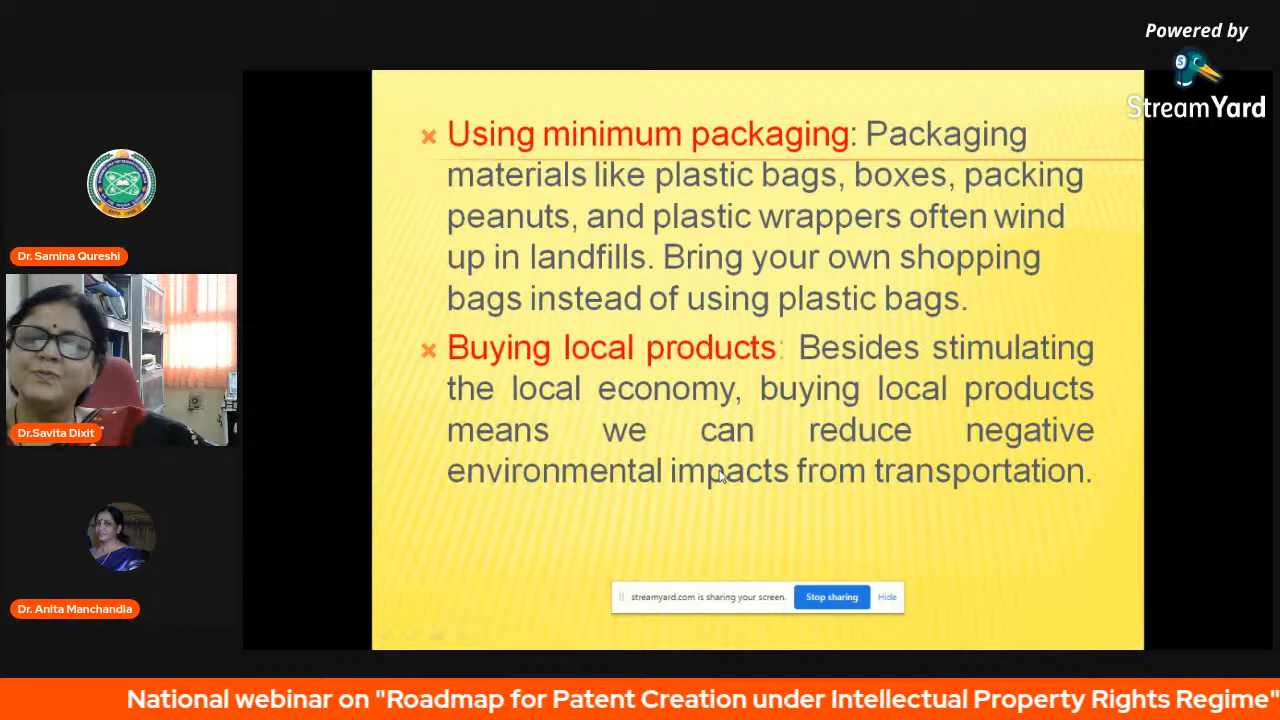 Powered by
StreamYard
Using minimum packaging: Packaging
materials like plastic bags, boxes, packing
peanuts, and plastic wrappers often wind
up in landfills. Bring your own shopping
bags instead of using plastic bags.
Buying local products: Besides stimulating
the local economy, buying local products
means we can reduce negative
environmental impacts from transportation.
streamyard.com is sharing your screen. Stop sharing Hide
Dr. Samina Qureshi
Dr.Savita Dixit
Dr. Anita Manchandia
National webinar on "Roadmap for Patent Creation under Intellectual Property Rights Regime"